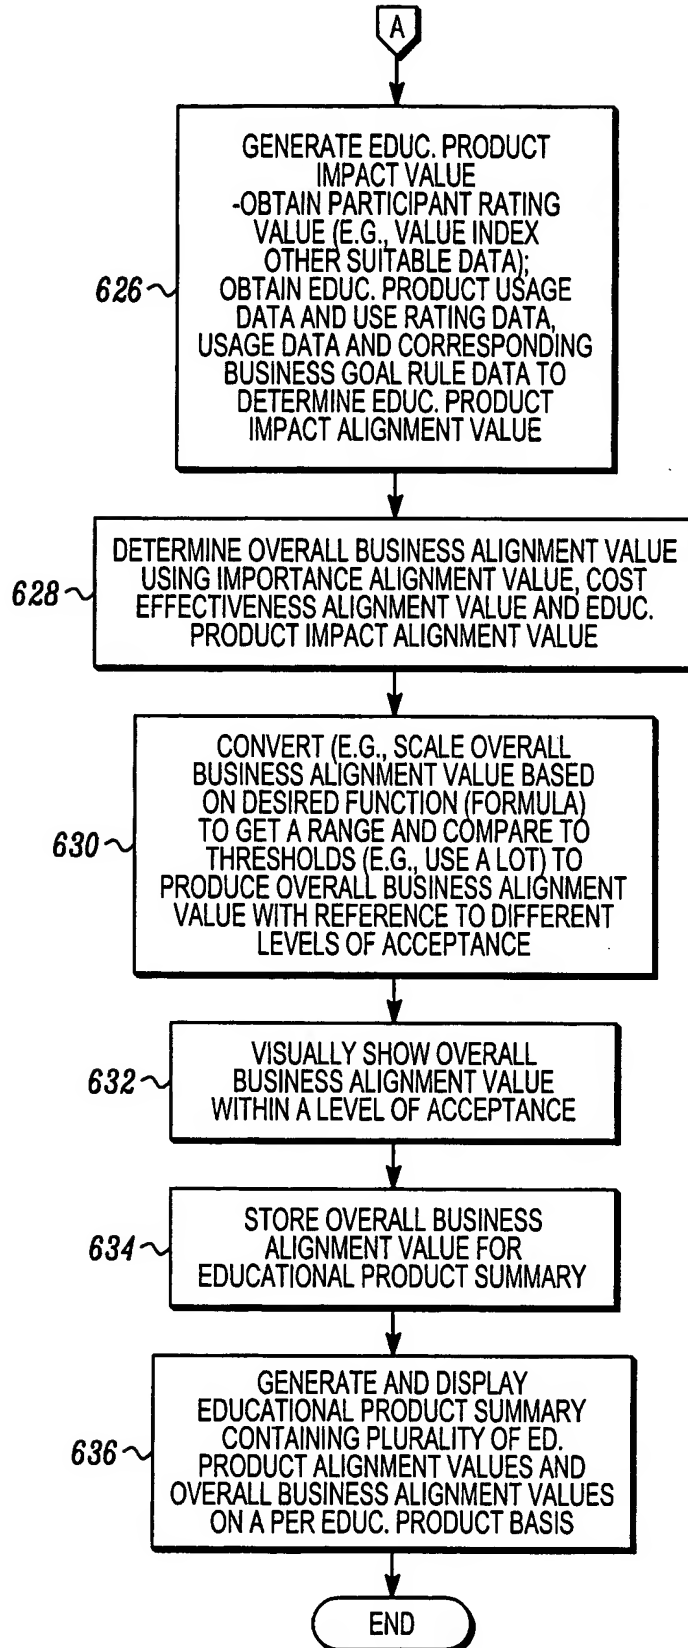 A
GENERATE EDUC. PRODUCT
IMPACT VALUE
-OBTAIN PARTICIPANT RATING
VALUE (E.G., VALUE INDEX
OTHER SUITABLE DATA);
OBTAIN EDUC. PRODUCT USAGE
DATA AND USE RATING DATA,
USAGE DATA AND CORRESPONDING
BUSINESS GOAL RULE DATA TO
DETERMINE EDUC. PRODUCT
IMPACT ALIGNMENT VALUE
626
DETERMINE OVERALL BUSINESS ALIGNMENT VALUE
USING IMPORTANCE ALIGNMENT VALUE, COST
EFFECTIVENESS ALIGNMENT VALUE AND EDUC.
PRODUCT IMPACT ALIGNMENT VALUE
628
CONVERT (E.G., SCALE OVERALL
BUSINESS ALIGNMENT VALUE BASED
ON DESIRED FUNCTION (FORMULA)
TO GET A RANGE AND COMPARE TO
THRESHOLDS (E.G., USE A LOT) TO
PRODUCE OVERALL BUSINESS ALIGNMENT
VALUE WITH REFERENCE TO DIFFERENT
LEVELS OF ACCEPTANCE
630
VISUALLY SHOW OVERALL
BUSINESS ALIGNMENT VALUE
WITHIN A LEVEL OF ACCEPTANCE
632
STORE OVERALL BUSINESS
ALIGNMENT VALUE FOR
EDUCATIONAL PRODUCT SUMMARY
634
GENERATE AND DISPLAY
EDUCATIONAL PRODUCT SUMMARY
CONTAINING PLURALITY OF ED.
PRODUCT ALIGNMENT VALUES AND
OVERALL BUSINESS ALIGNMENT VALUES
ON A PER EDUC. PRODUCT BASIS
636
END